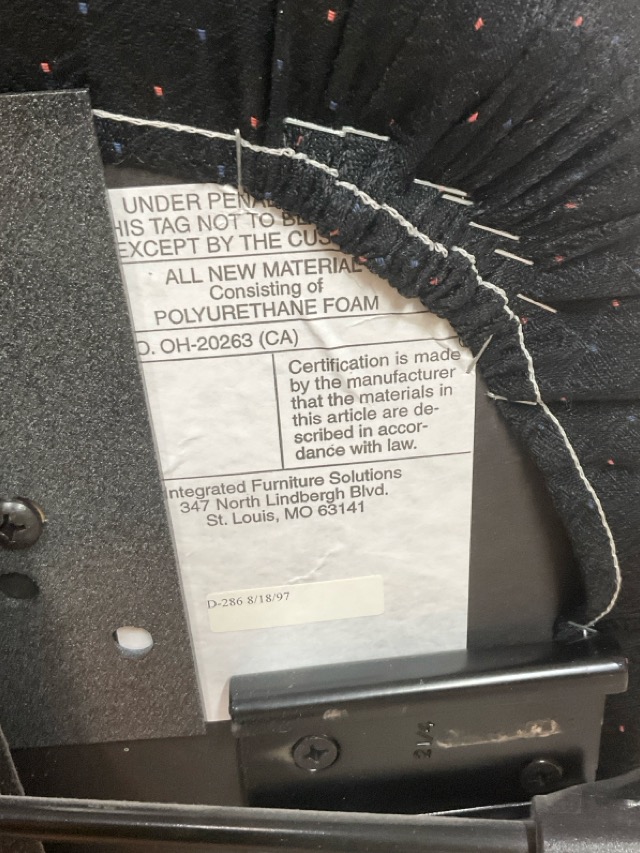 UNDER
HIS TAG NOT TO
EXCEPT BY THE
ALL NEW MATERIAL
Consisting of
POLYURETHANE FOAM
O. OH-20263 (CA)
Certification is made
by the manufacturer
that the materials in
this article are de-
scribed in accor-
dance with law.
ntegrated Furniture Solutions
347 North Lindbergh Blvd.
St. Louis, MO 63141
D-286 8/18/97